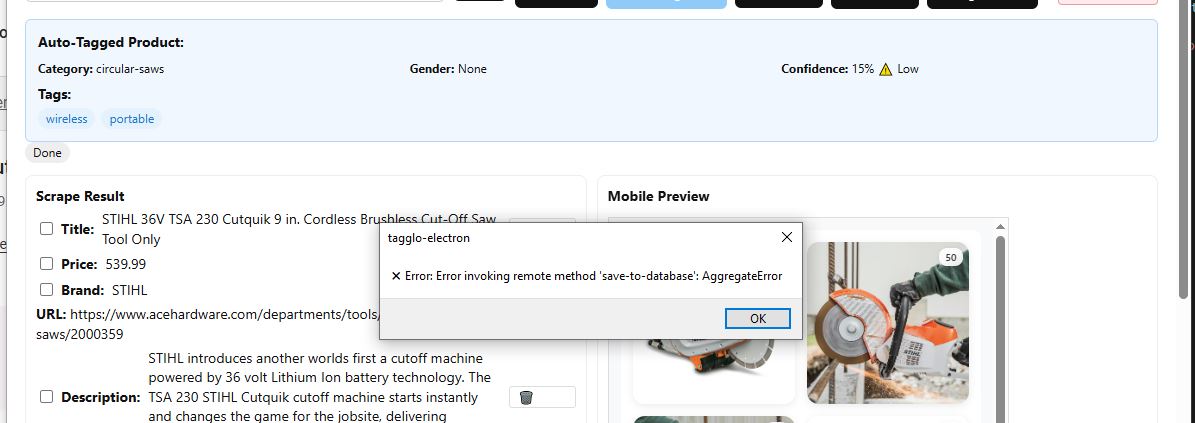 Auto-Tagged Product:
Category: circular-saws
Gender: None
Confidence: 15% ⚠ Low
Tags:
wireless
portable
Done
Scrape Result
Title: STIHL 36V TSA 230 Cutquik 9 in. Cordless Brushless Cut-Off Saw
Tool Only
Price: 539.99
Brand: STIHL
URL: https://www.acehardware.com/departments/tools/
saws/2000359
STIHL introduces another worlds first a cutoff machine
powered by 36 volt Lithium Ion battery technology. The
Description: TSA 230 STIHL Cutquik cutoff machine starts instantly
and changes the game for the jobsite, delivering
Mobile Preview
50
STIHL
tagglo-electron
✕ Error: Error invoking remote method 'save-to-database': AggregateError
OK